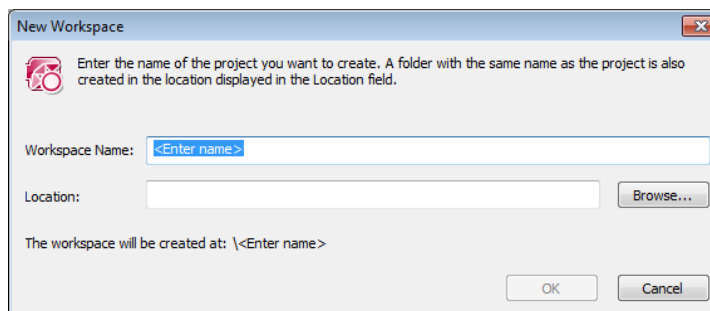 New Workspace
Enter the name of the project you want to create. A folder with the same name as the project is also
created in the location displayed in the Location field.
Workspace Name: <Enter name>
Location: Browse...
The workspace will be created at: \<Enter name>
OK Cancel